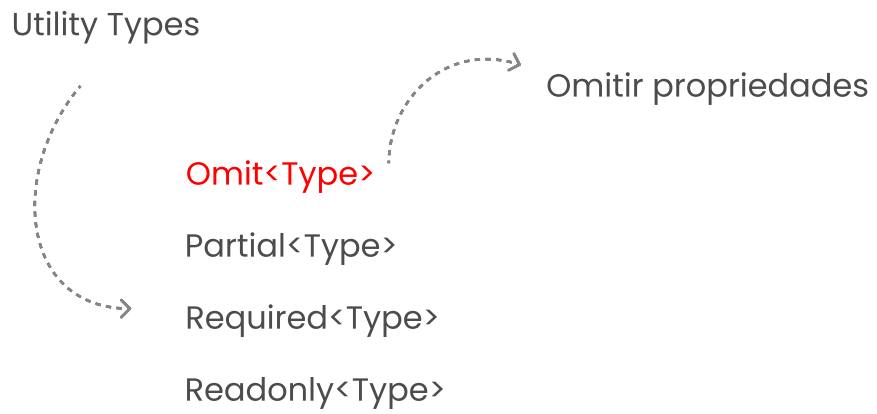 Utility Types
Omitir propriedades
Omit<Type>
Partial<Type>
Required<Type>
Readonly<Type>